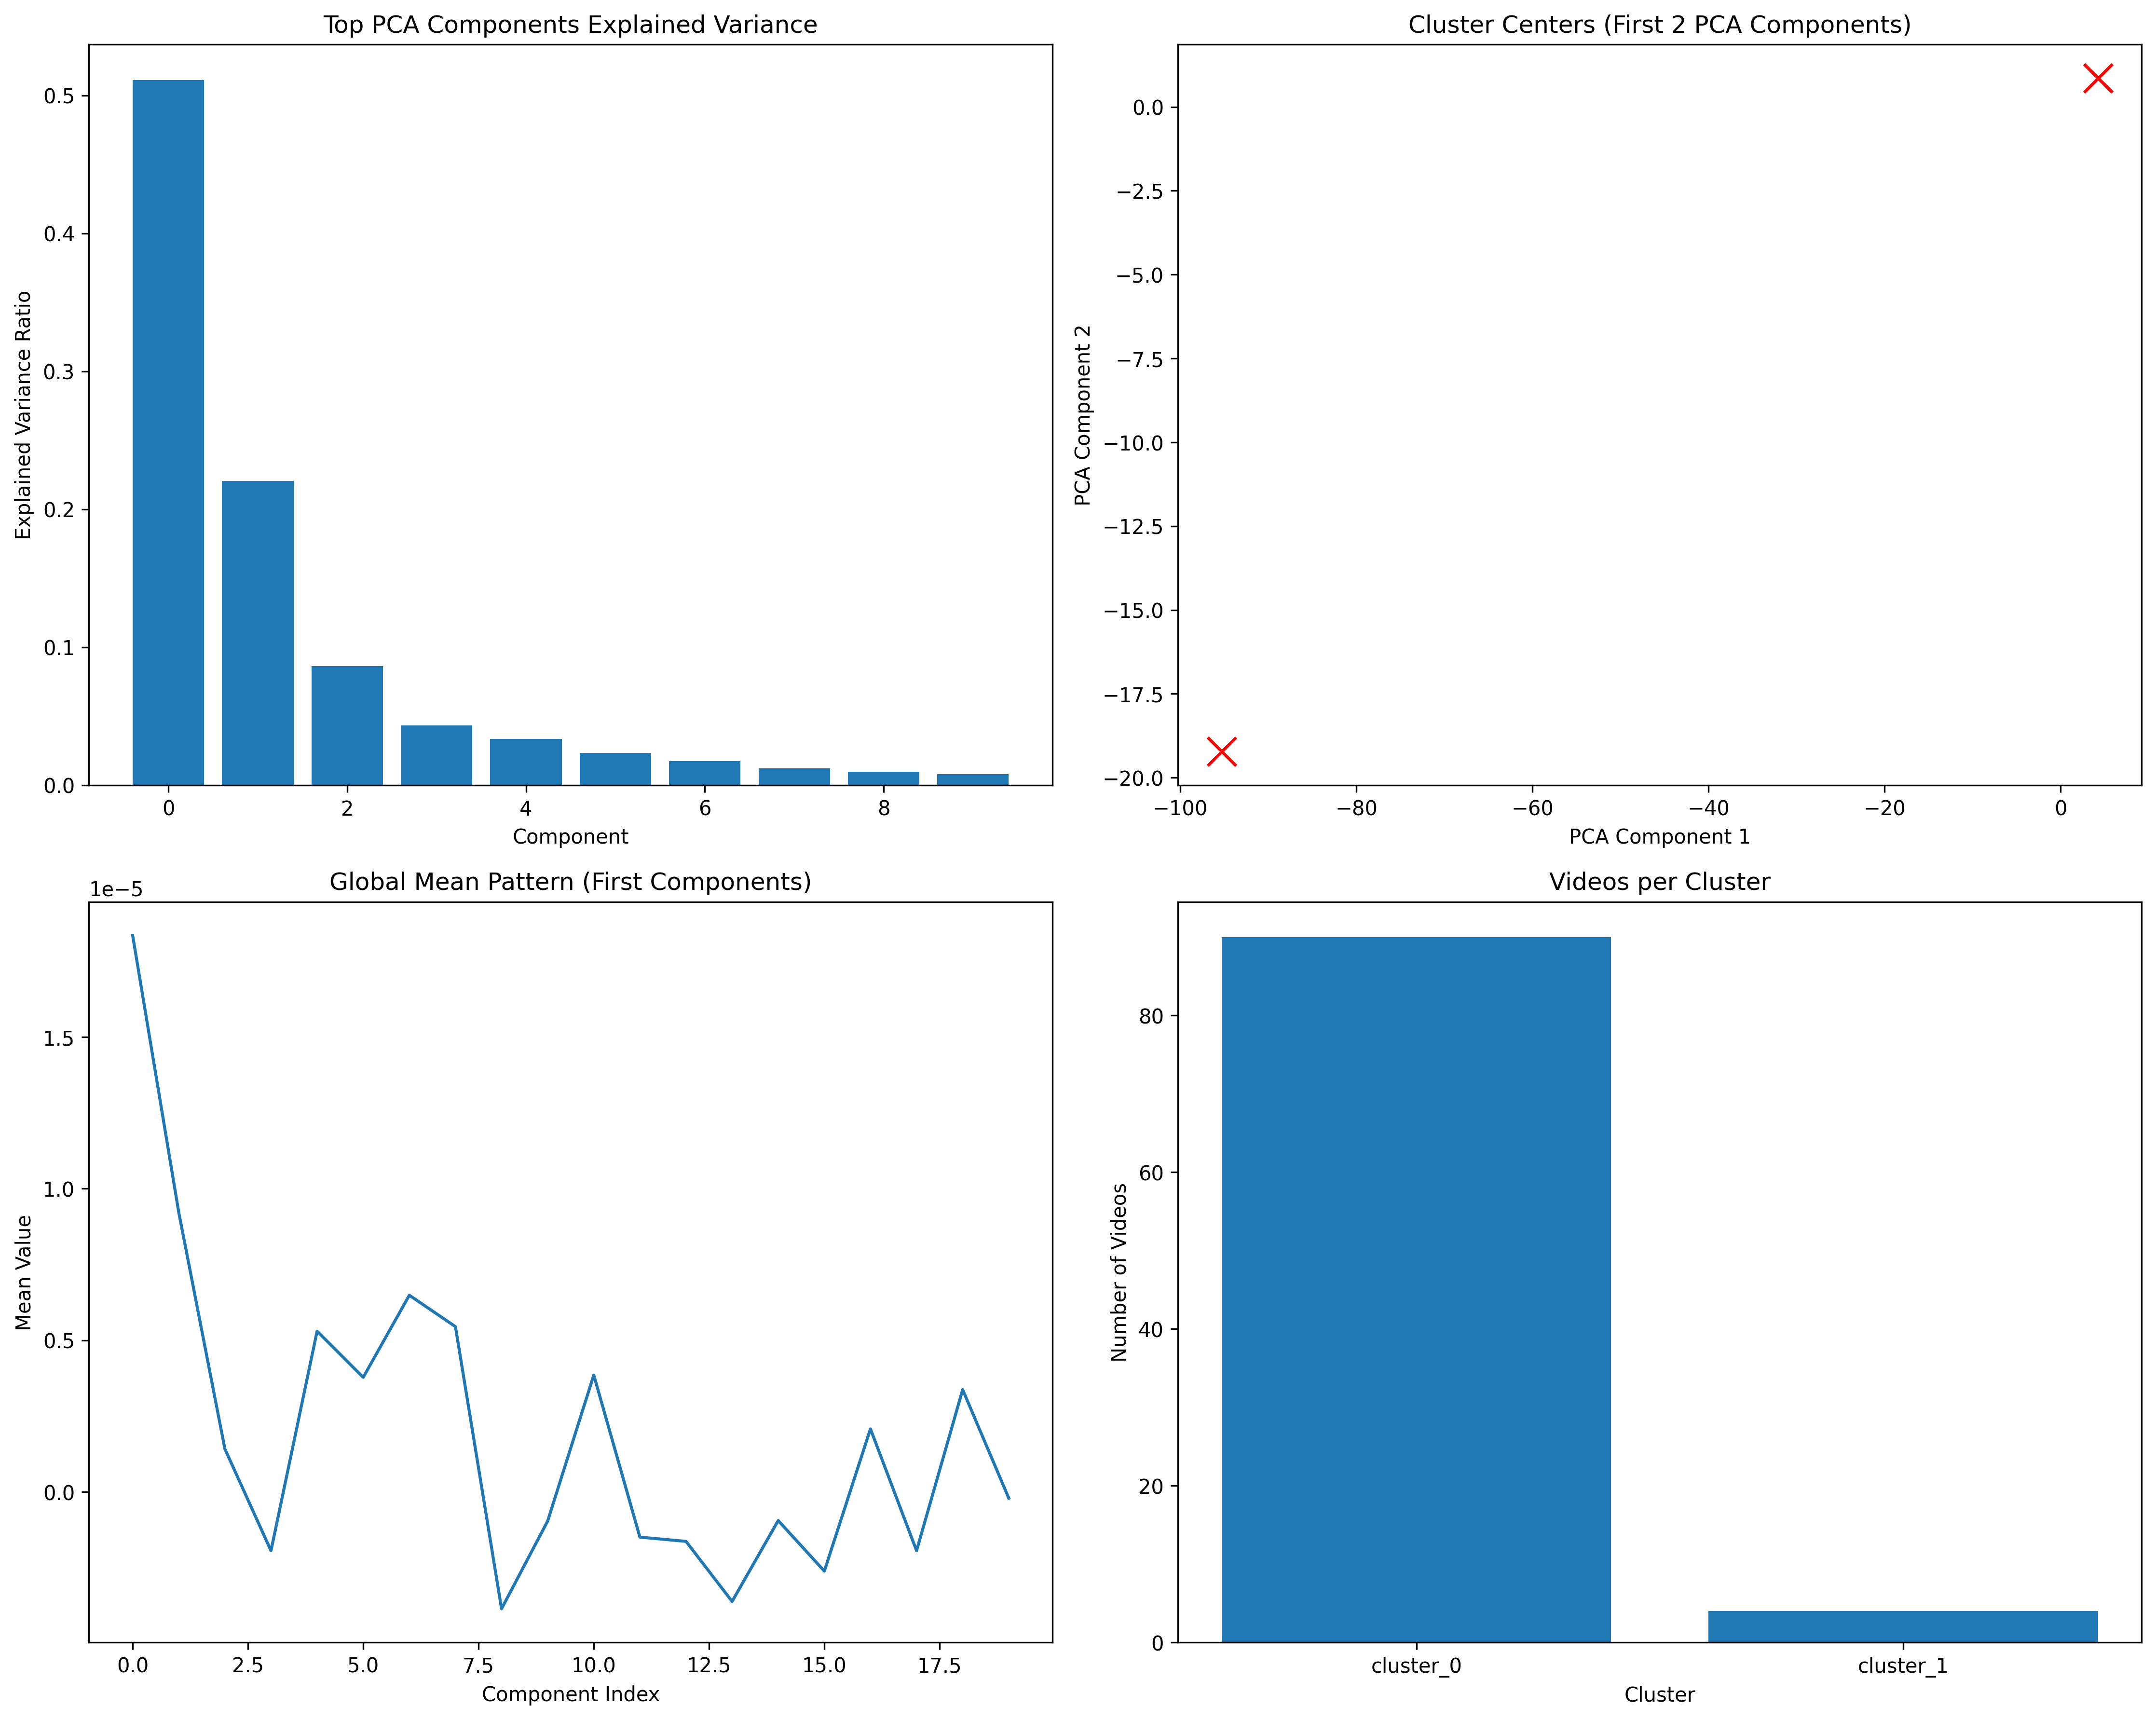 Top PCA Components Explained Variance
0.5
0.4
0.3
0.2
0.1
0.0
Explained Variance Ratio
0 2 4 6 8
Component
Cluster Centers (First 2 PCA Components)
0.0
−2.5
−5.0
−7.5
−10.0
−12.5
−15.0
−17.5
−20.0
PCA Component 2
−100 −80 −60 −40 −20 0
PCA Component 1
Global Mean Pattern (First Components)
1e−5
1.5
1.0
0.5
0.0
Mean Value
0.0 2.5 5.0 7.5 10.0 12.5 15.0 17.5
Component Index
Videos per Cluster
80
60
40
20
0
Number of Videos
cluster_0 cluster_1
Cluster